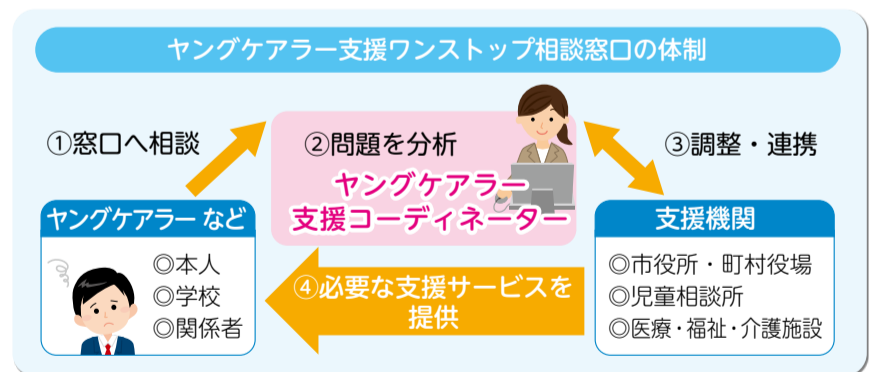 ヤングケアラー支援ワンストップ相談窓口の体制
①窓口へ相談
②問題を分析
ヤングケアラー
支援コーディネーター
③調整・連携
ヤングケアラー など
◎本人
◎学校
◎関係者
支援機関
◎市役所・町村役場
◎児童相談所
◎医療・福祉・介護施設
④必要な支援サービスを
提供